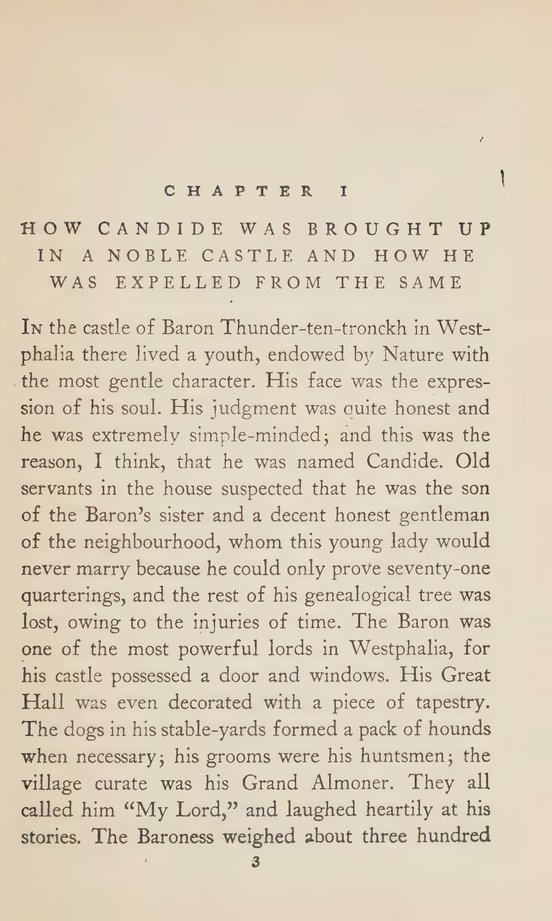 CHAPTER I
HOW CANDIDE WAS BROUGHT UP
IN A NOBLE CASTLE AND HOW HE
WAS EXPELLED FROM THE SAME
IN the castle of Baron Thunder-ten-tronckh in West-
phalia there lived a youth, endowed by Nature with
the most gentle character. His face was the expres-
sion of his soul. His judgment was quite honest and
he was extremely simple-minded; and this was the
reason, I think, that he was named Candide. Old
servants in the house suspected that he was the son
of the Baron's sister and a decent honest gentleman
of the neighbourhood, whom this young lady would
never marry because he could only prove seventy-one
quarterings, and the rest of his genealogical tree was
lost, owing to the injuries of time. The Baron was
one of the most powerful lords in Westphalia, for
his castle possessed a door and windows. His Great
Hall was even decorated with a piece of tapestry.
The dogs in his stable-yards formed a pack of hounds
when necessary; his grooms were his huntsmen; the
village curate was his Grand Almoner. They all
called him “My Lord,” and laughed heartily at his
stories. The Baroness weighed about three hundred
3